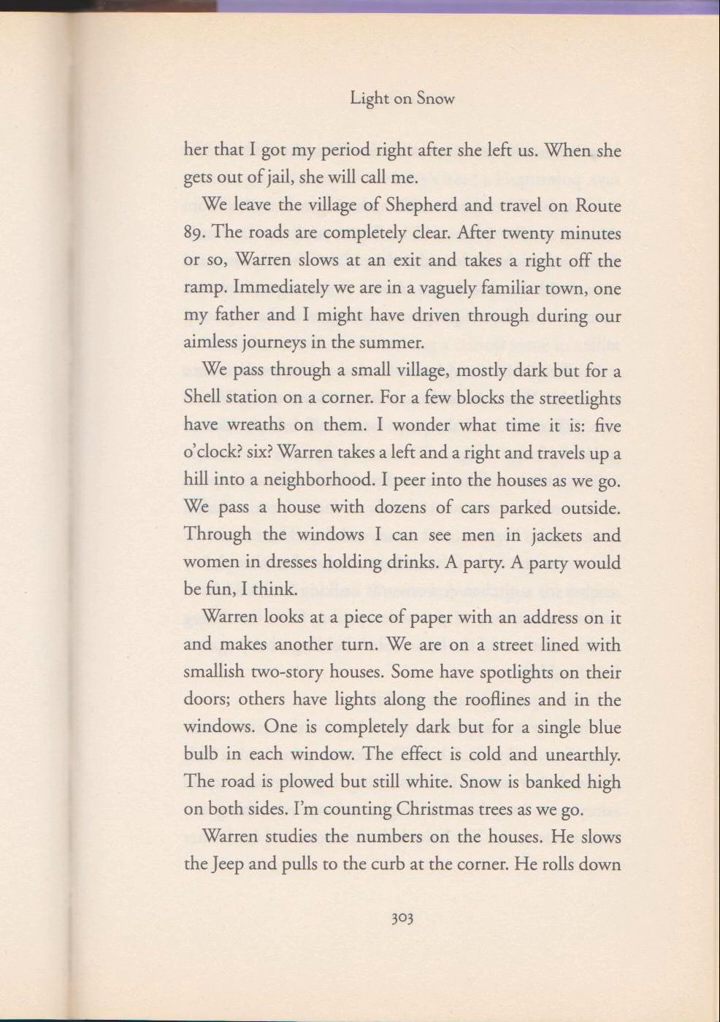 Light on Snow
her that I got my period right after she left us. When she
gets out of jail, she will call me.
We leave the village of Shepherd and travel on Route
89. The roads are completely clear. After twenty minutes
or so, Warren slows at an exit and takes a right off the
ramp. Immediately we are in a vaguely familiar town, one
my father and I might have driven through during our
aimless journeys in the summer.
We pass through a small village, mostly dark but for a
Shell station on a corner. For a few blocks the streetlights
have wreaths on them. I wonder what time it is: five
o'clock? six? Warren takes a left and a right and travels up a
hill into a neighborhood. I peer into the houses as we go.
We pass a house with dozens of cars parked outside.
Through the windows I can see men in jackets and
women in dresses holding drinks. A party. A party would
be fun, I think.
Warren looks at a piece of paper with an address on it
and makes another turn. We are on a street lined with
smallish two-story houses. Some have spotlights on their
doors; others have lights along the rooflines and in the
windows. One is completely dark but for a single blue
bulb in each window. The effect is cold and unearthly.
The road is plowed but still white. Snow is banked high
on both sides. I'm counting Christmas trees as we go.
Warren studies the numbers on the houses. He slows
the Jeep and pulls to the curb at the corner. He rolls down
303